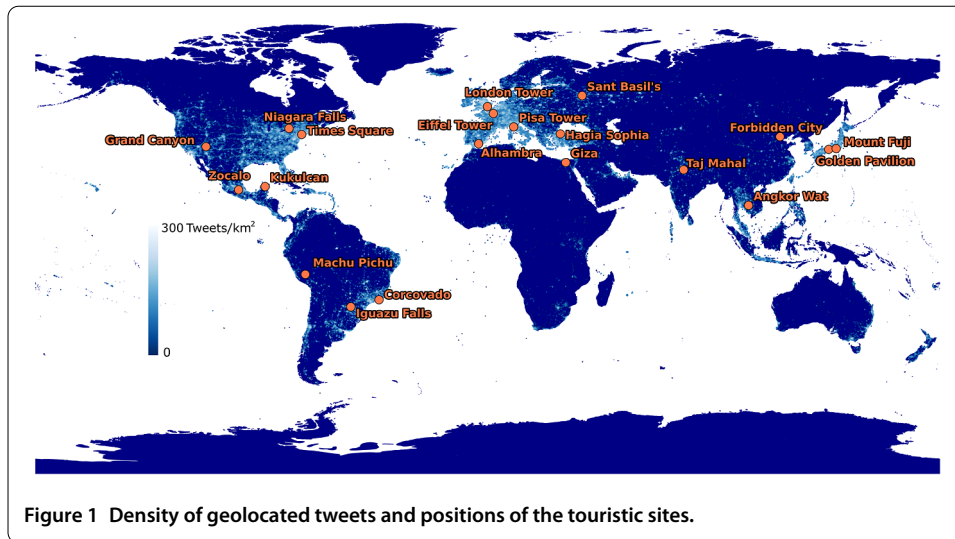 London Tower
Sant Basil's
Niagara Falls
Eiffel Tower
Pisa Tower
Times Square
Hagia Sophia
Forbidden City
Grand Canyon
Mount Fuji
Alhambra
Giza
Golden Pavilion
Taj Mahal
Zocalo
Kukulcan
Angkor Wat
300 Tweets/km²
Machu Pichu
Corcovado
Iguazu Falls
0
Figure 1 Density of geolocated tweets and positions of the touristic sites.